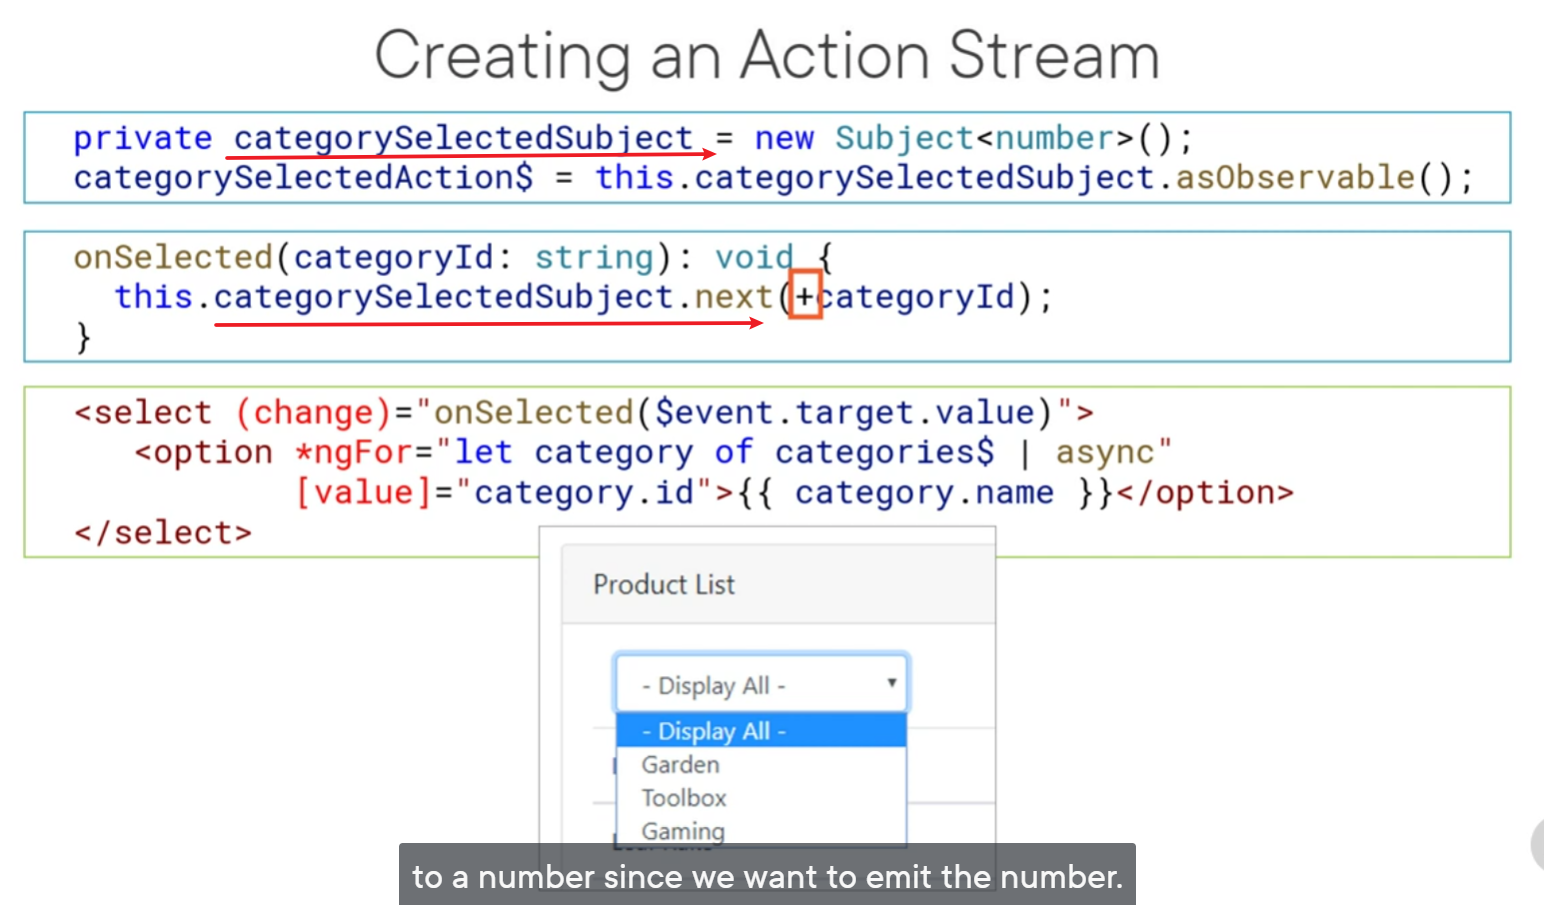 Creating an Action Stream
private categorySelectedSubject = new Subject<number>();
categorySelectedAction$ = this.categorySelectedSubject.asObservable();
onSelected(categoryId: string): void {
this.categorySelectedSubject.next(+categoryId);
}
<select (change)="onSelected($event.target.value)">
<option *ngFor="let category of categories$ | async"
[value]="category.id">{{ category.name }}</option>
</select>
Product List
- Display All -
- Display All -
Garden
Toolbox
Gaming
to a number since we want to emit the number.